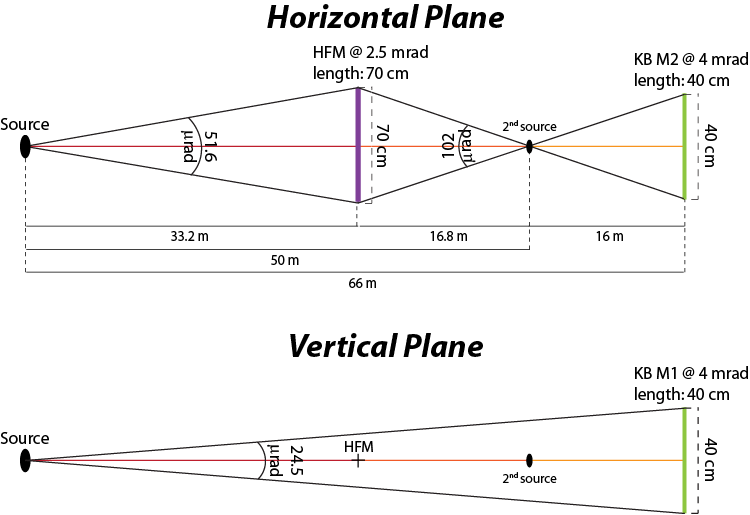 Horizontal Plane
HFM @ 2.5 mrad
length: 70 cm
KB M2 @ 4 mrad
length: 40 cm
Source
51.6
µrad
70 cm
102
µrad
2nd source
40 cm
33.2 m
16.8 m
16 m
50 m
66 m
Vertical Plane
KB M1 @ 4 mrad
length: 40 cm
Source
24.5
µrad
HFM
2nd source
40 cm